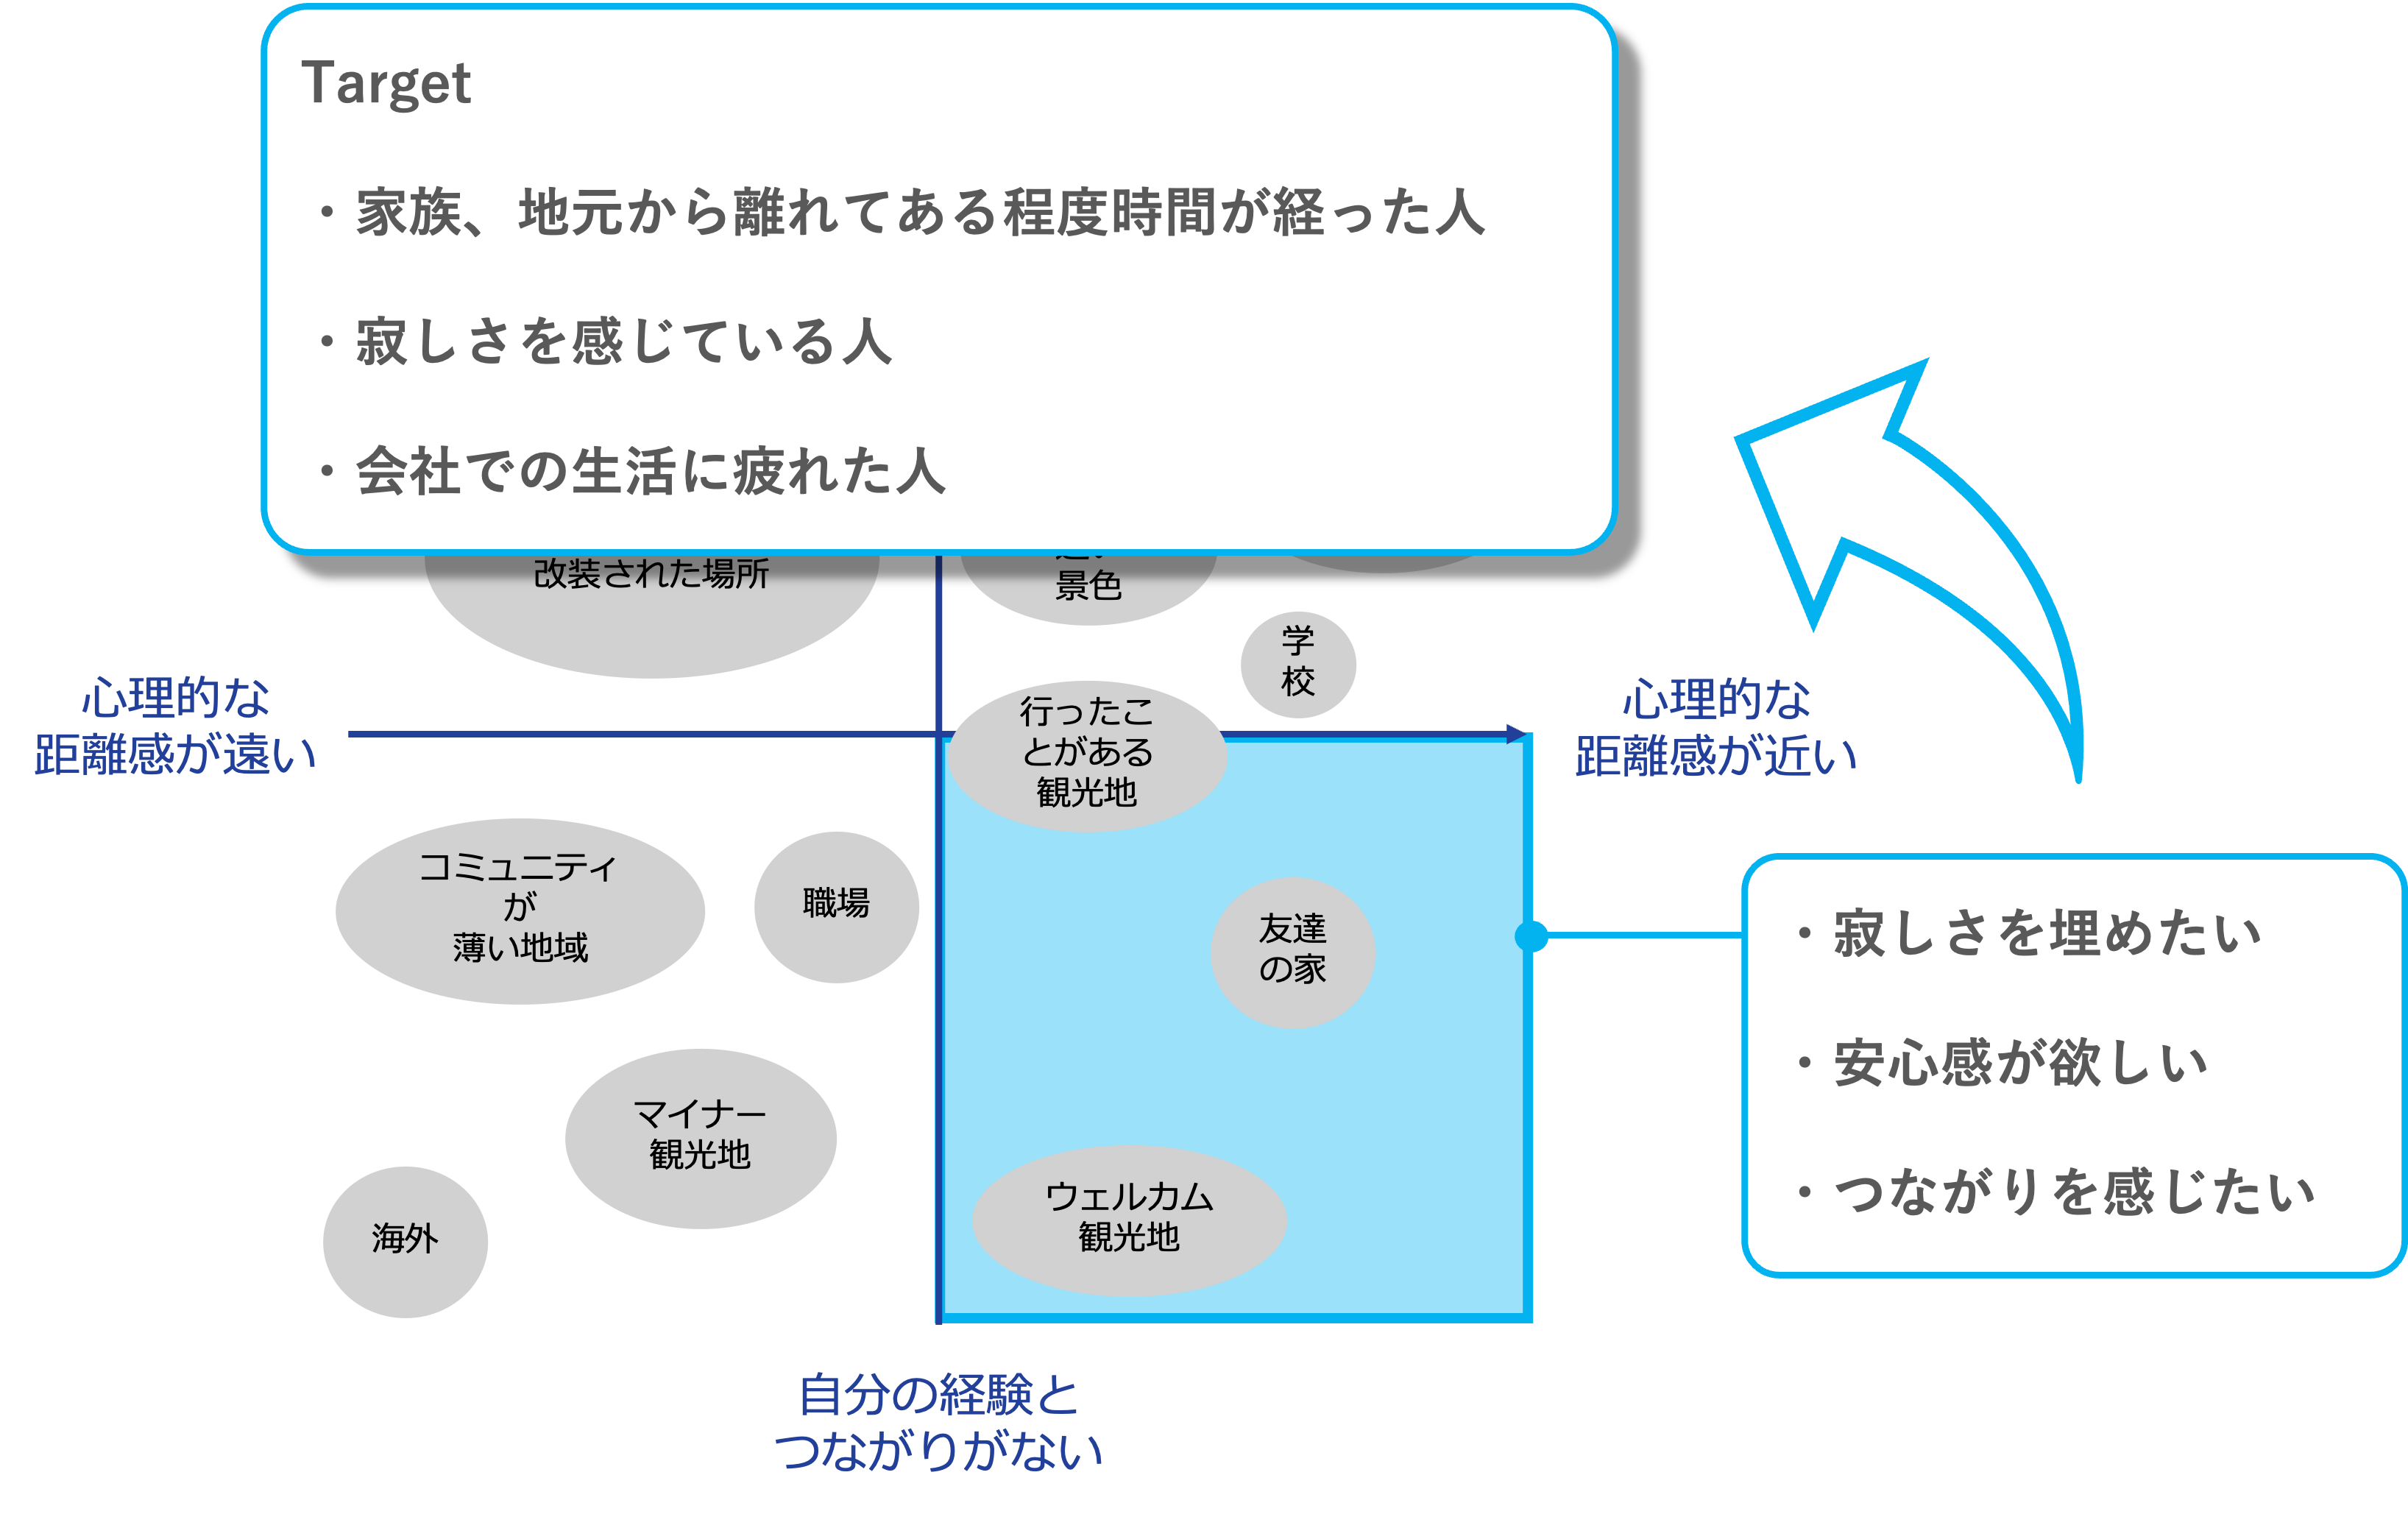 Target
・家族、地元から離れてある程度時間が経った人
・寂しさを感じている人
・会社での生活に疲れた人
改装された場所
景色
学
校
心理的な
距離感が遠い
行ったこ
とがある
観光地
心理的な
距離感が近い
コミュニティ
が
薄い地域
職場
友達
の家
・寂しさを埋めたい
・安心感が欲しい
・つながりを感じたい
マイナー
観光地
ウェルカム
観光地
海外
自分の経験と
つながりがない